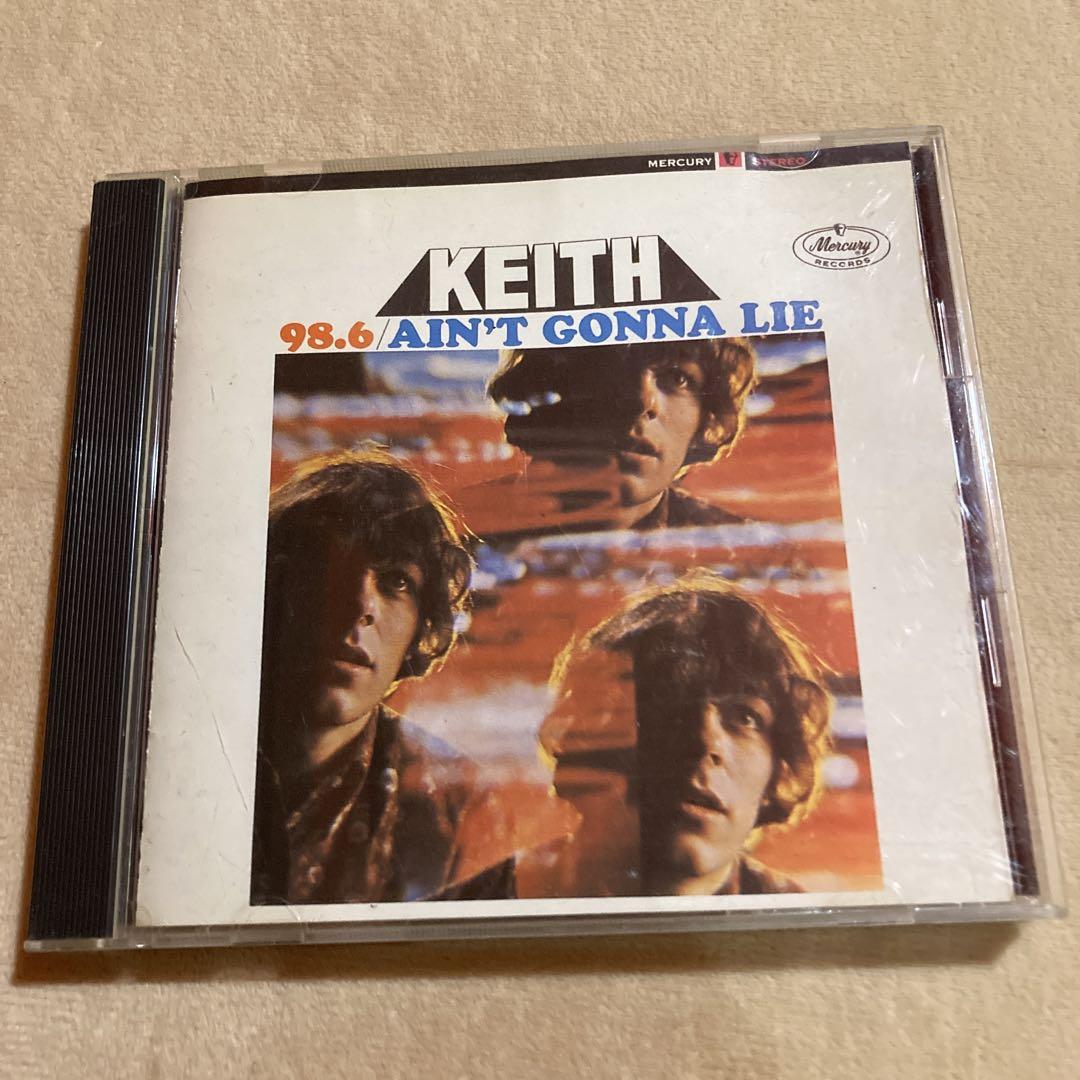 MERCURY STEREO
Mercury
RECORDS
KEITH
98.6/AIN'T GONNA LIE